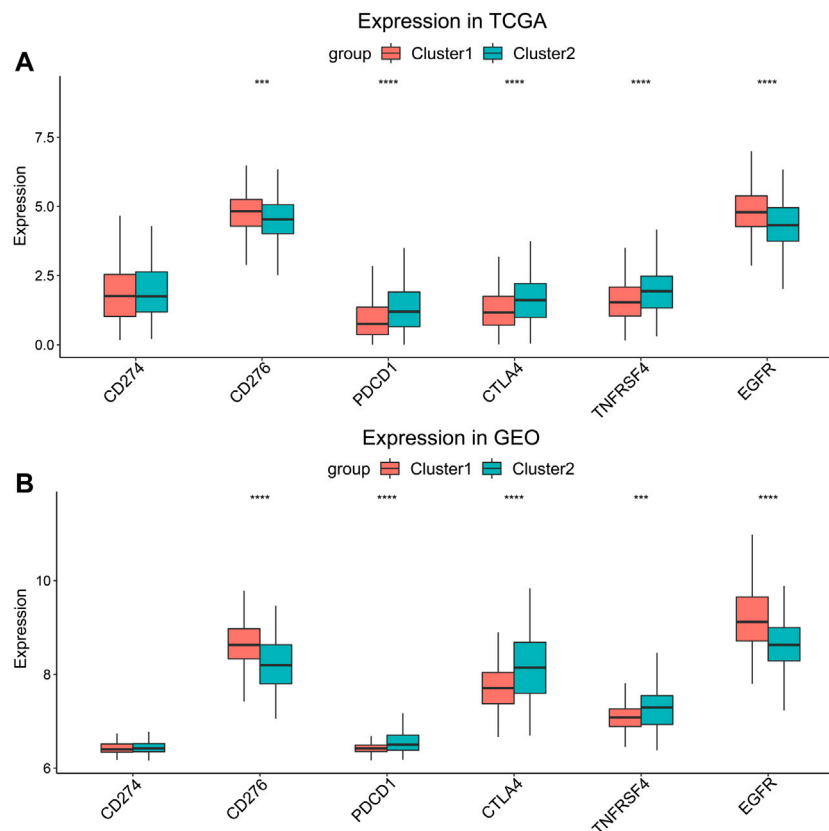 Expression in TCGA
A
group Cluster1 Cluster2
*** **** **** **** ****
7.5
5.0
2.5
0.0
Expression
CD274 CD276 PDCD1 CTLA4 TNFRSF4 EGFR
Expression in GEO
B
group Cluster1 Cluster2
**** **** **** *** ****
10
8
6
Expression
CD274 CD276 PDCD1 CTLA4 TNFRSF4 EGFR